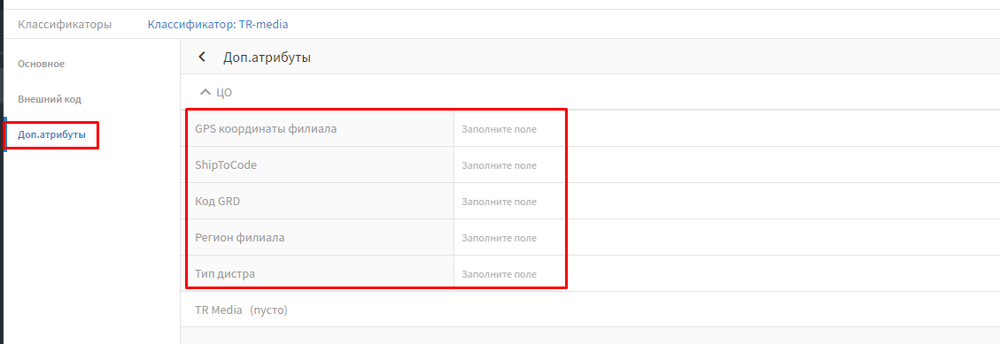 Классификаторы Классификатор: TR-media
Основное
Внешний код
Доп.атрибуты
Доп.атрибуты
ЦО
GPS координаты филиала Заполните поле
ShipToCode Заполните поле
Код GRD Заполните поле
Регион филиала Заполните поле
Тип дистра Заполните поле
TR Media (пусто)